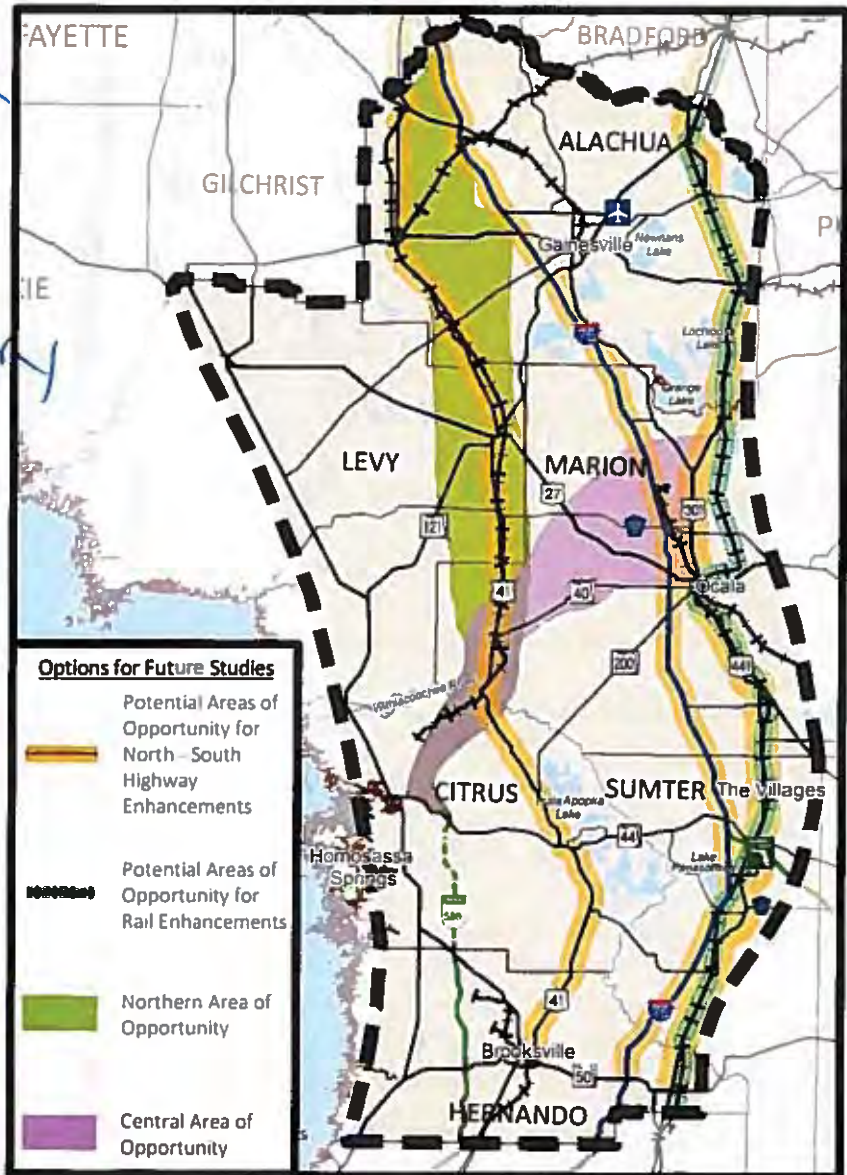 FAYETTE
BRADFORD
ALACHUA
GILCHRIST
Gainesville
Newnans
Lake
Lochloosa
Lake
Orange
Lake
LEVY
MARION
27
301
121
41
40
Ocala
200
441
Options for Future Studies
Potential Areas of
Opportunity for
North - South
Highway
Enhancements
Potential Areas of
Opportunity for
Rail Enhancements
Northern Area of
Opportunity
Central Area of
Opportunity
Withlacoochee R
CITRUS
SUMTER
The Villages
Lake
44
Lake
Panasoffkee
Homosassa
Springs
41
Brooksville
50
HERNANDO